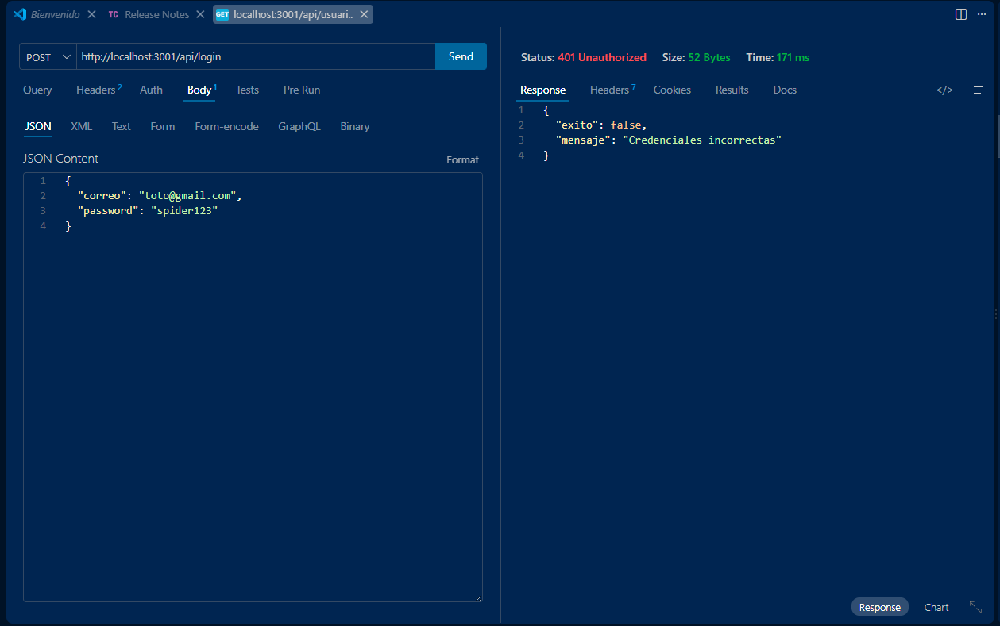 Bienvenido
TC Release Notes
GET localhost:3001/api/usuari..
POST http://localhost:3001/api/login Send
Query Headers 2 Auth Body 1 Tests Pre Run
JSON XML Text Form Form-encode GraphQL Binary
JSON Content Format
1 {
2 "correo": "toto@gmail.com",
3 "password": "spider123"
4 }
Status: 401 Unauthorized Size: 52 Bytes Time: 171 ms
Response Headers 7 Cookies Results Docs </>
1 {
2 "exito": false,
3 "mensaje": "Credenciales incorrectas"
4 }
Response Chart